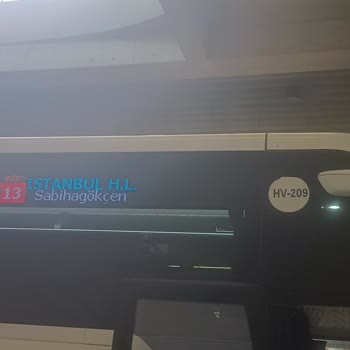 13
İSTANBUL H.L.
Sabihagökçen
HV-209